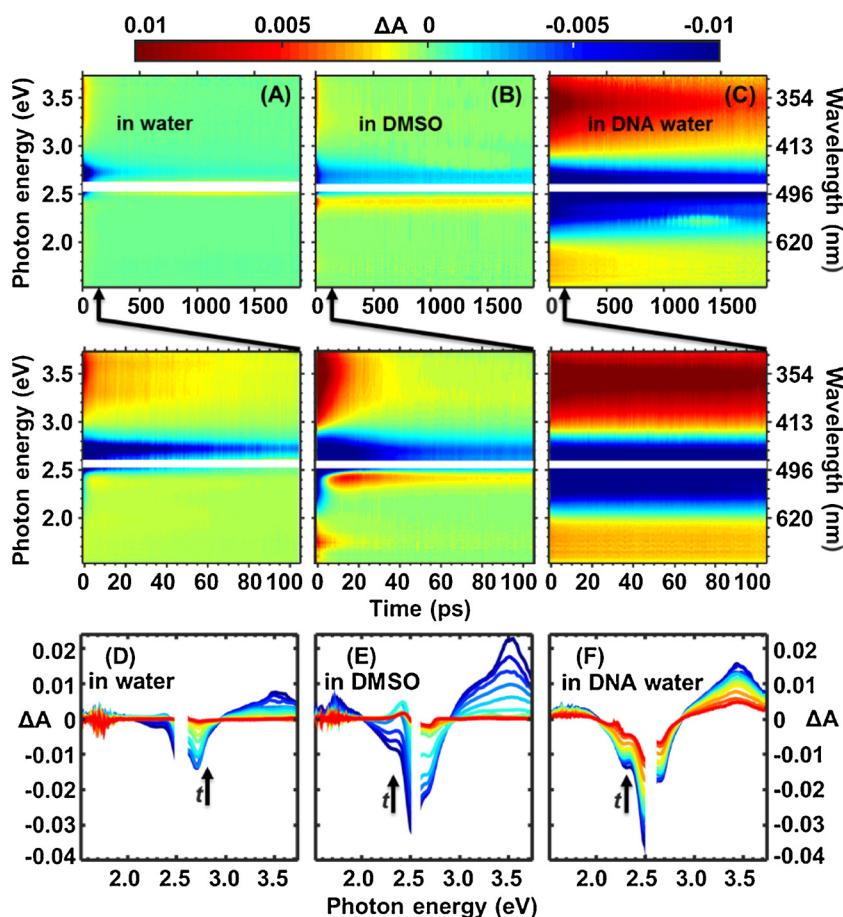 0.01 0.005 ΔA 0 -0.005 -0.01
(A) (B) (C)
in water in DMSO in DNA water
Photon energy (eV)
3.5
3.0
2.5
2.0
Wavelength (nm)
354
413
496
620
0 500 1000 1500 0 500 1000 1500 0 500 1000 1500
Photon energy (eV)
3.5
3.0
2.5
2.0
Wavelength (nm)
354
413
496
620
0 20 40 60 80 100 0 20 40 60 80 100 0 20 40 60 80 100
Time (ps)
(D) (E) (F)
in water in DMSO in DNA water
0.02
0.01
ΔA 0
-0.01
-0.02
-0.03
-0.04
t t t
0.02
0.01
0 ΔA
-0.01
-0.02
-0.03
-0.04
2.0 2.5 3.0 3.5 2.0 2.5 3.0 3.5 2.0 2.5 3.0 3.5
Photon energy (eV)